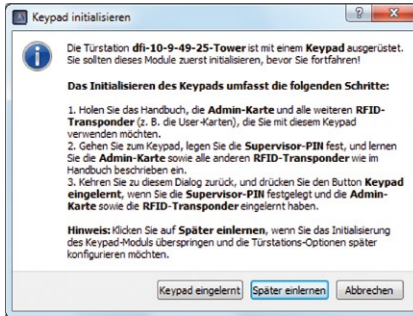 Keypad initialisieren
Die Türstation dfi-10-9-49-25-Tower ist mit einem Keypad ausgerüstet.
Sie sollten dieses Module zuerst initialisieren, bevor Sie fortfahren!
Das Initialisieren des Keypads umfasst die folgenden Schritte:
1. Holen Sie das Handbuch, die Admin-Karte und alle weiteren RFID-
Transponder (z. B. die User-Karten), die Sie mit diesem Keypad
verwenden möchten.
2. Gehen Sie zum Keypad, legen Sie die Supervisor-PIN fest, und lernen
Sie die Admin-Karte sowie alle anderen RFID-Transponder wie im
Handbuch beschrieben ein.
3. Kehren Sie zu diesem Dialog zurück, und drücken Sie den Button Keypad
eingelernt, wenn Sie die Supervisor-PIN festgelegt und die Admin-
Karte sowie die RFID-Transponder eingelernt haben.
Hinweis: Klicken Sie auf Später einlernen, wenn Sie das Initialisieren
des Keypad-Moduls überspringen und die Türstations-Optionen später
konfigurieren möchten.
Keypad eingelernt Später einlernen Abbrechen